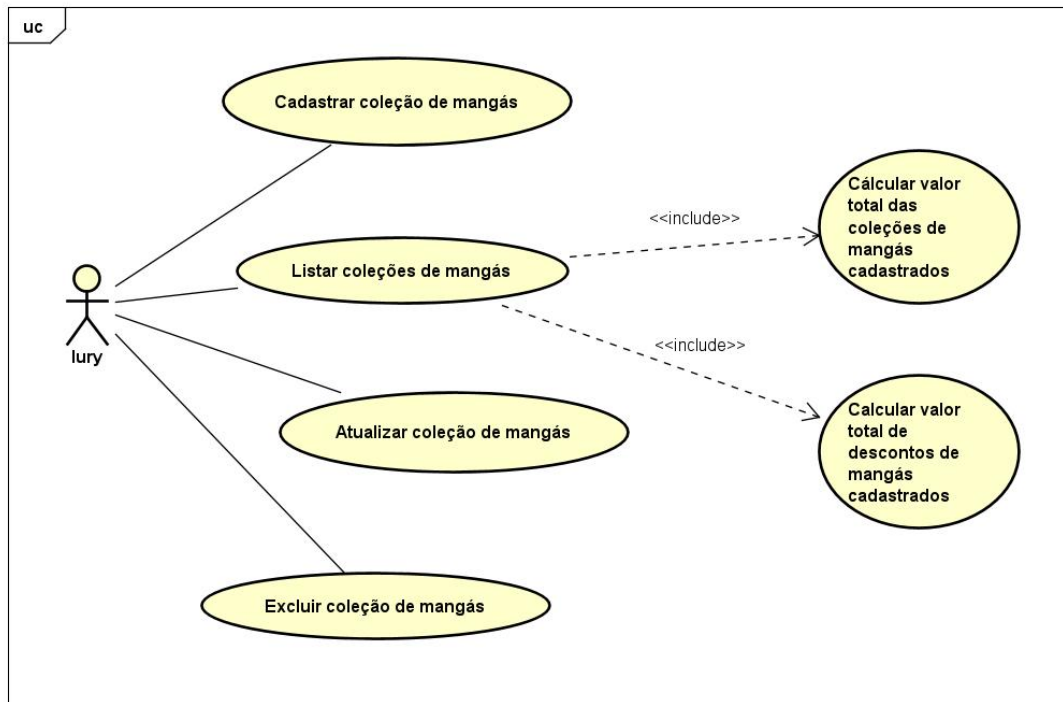 uc
Cadastrar coleção de mangás
Cálcular valor
total das
coleções de
mangás
cadastrados
<<include>>
Listar coleções de mangás
Iury
<<include>>
Atualizar coleção de mangás
Calcular valor
total de
descontos de
mangás
cadastrados
Excluir coleção de mangás